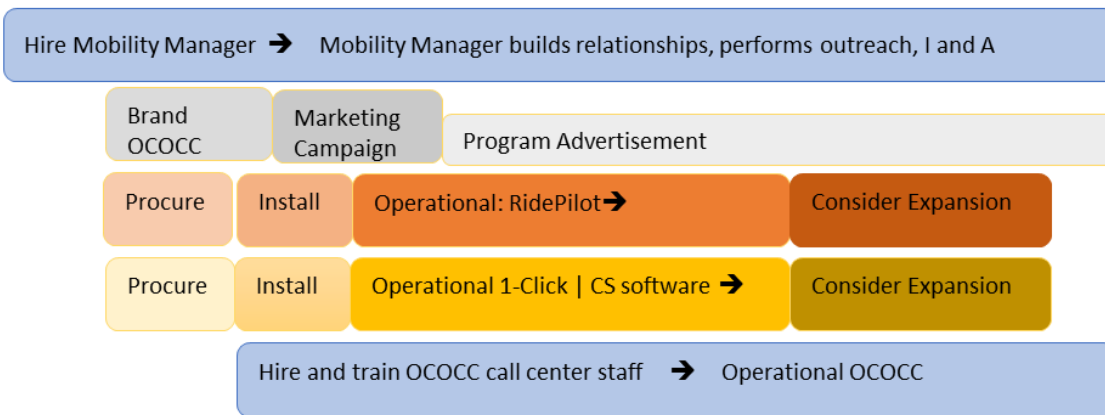 Hire Mobility Manager ➔ Mobility Manager builds relationships, performs outreach, I and A
Brand
OCOCC
Marketing
Campaign
Program Advertisement
Procure
Install
Operational: RidePilot➔
Consider Expansion
Procure
Install
Operational 1-Click | CS software ➔
Consider Expansion
Hire and train OCOCC call center staff ➔ Operational OCOCC